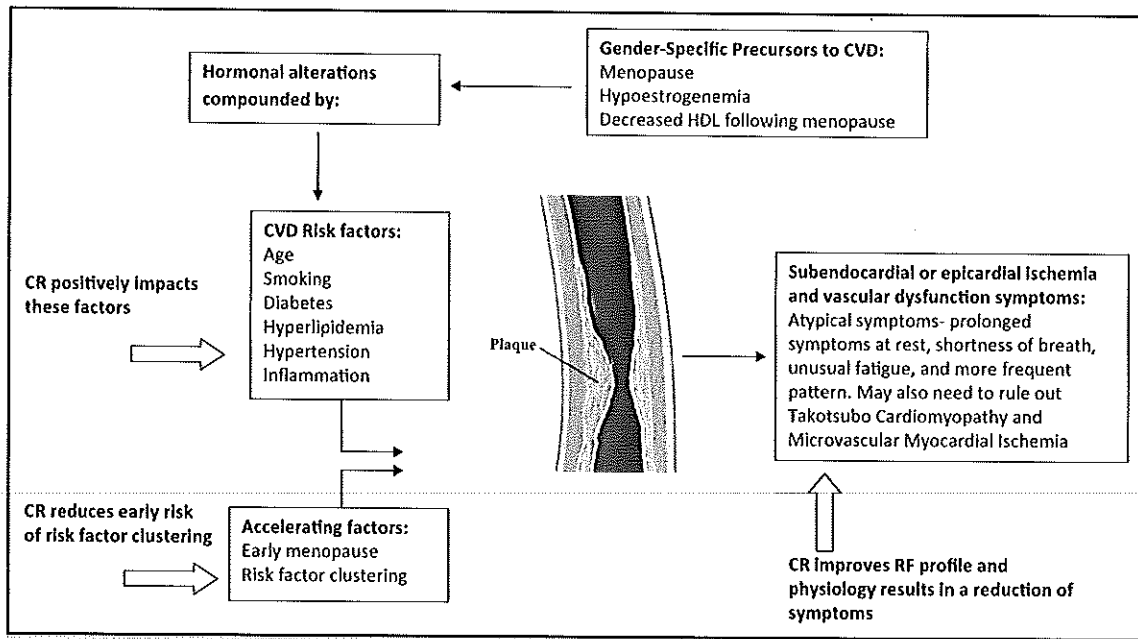 Gender-Specific Precursors to CVD:
Menopause
Hypoestrogenemia
Decreased HDL following menopause
Hormonal alterations
compounded by:
CVD Risk factors:
Age
Smoking
Diabetes
Hyperlipidemia
Hypertension
Inflammation
CR positively impacts
these factors
Plaque
Subendocardial or epicardial Ischemia
and vascular dysfunction symptoms:
Atypical symptoms- prolonged
symptoms at rest, shortness of breath,
unusual fatigue, and more frequent
pattern. May also need to rule out
Takotsubo Cardiomyopathy and
Microvascular Myocardial Ischemia
CR reduces early risk
of risk factor clustering
Accelerating factors:
Early menopause
Risk factor clustering
CR improves RF profile and
physiology results in a reduction of
symptoms